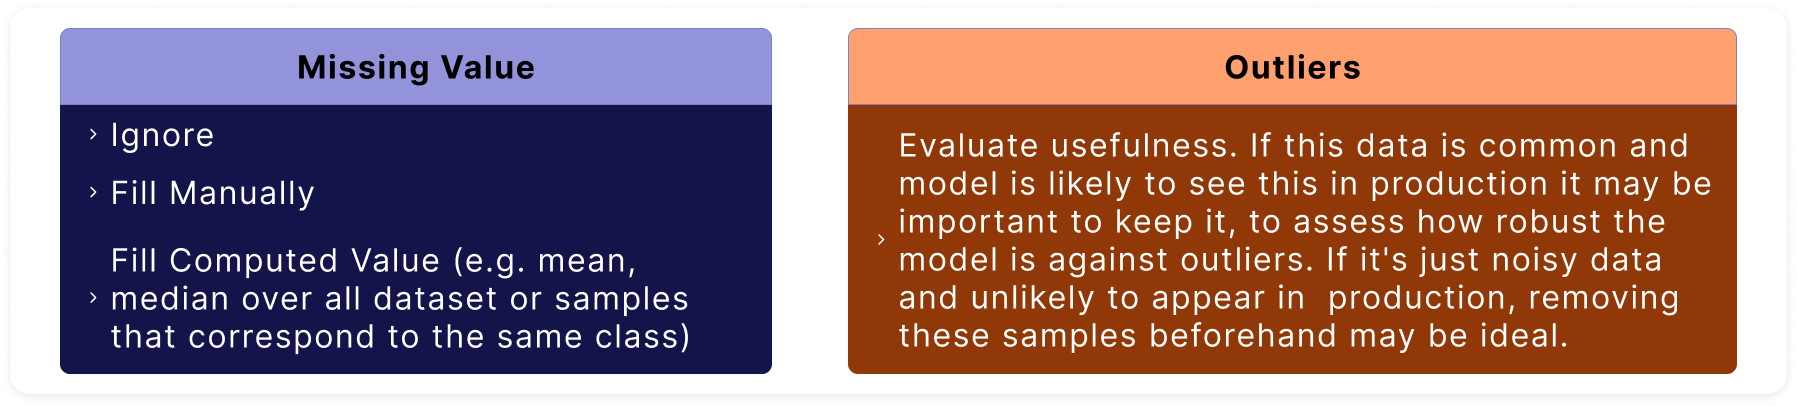 Missing Value
Ignore
Fill Manually
Fill Computed Value (e.g. mean,
median over all dataset or samples
that correspond to the same class)
Outliers
Evaluate usefulness. If this data is common and
model is likely to see this in production it may be
important to keep it, to assess how robust the
model is against outliers. If it's just noisy data
and unlikely to appear in  production, removing
these samples beforehand may be ideal.